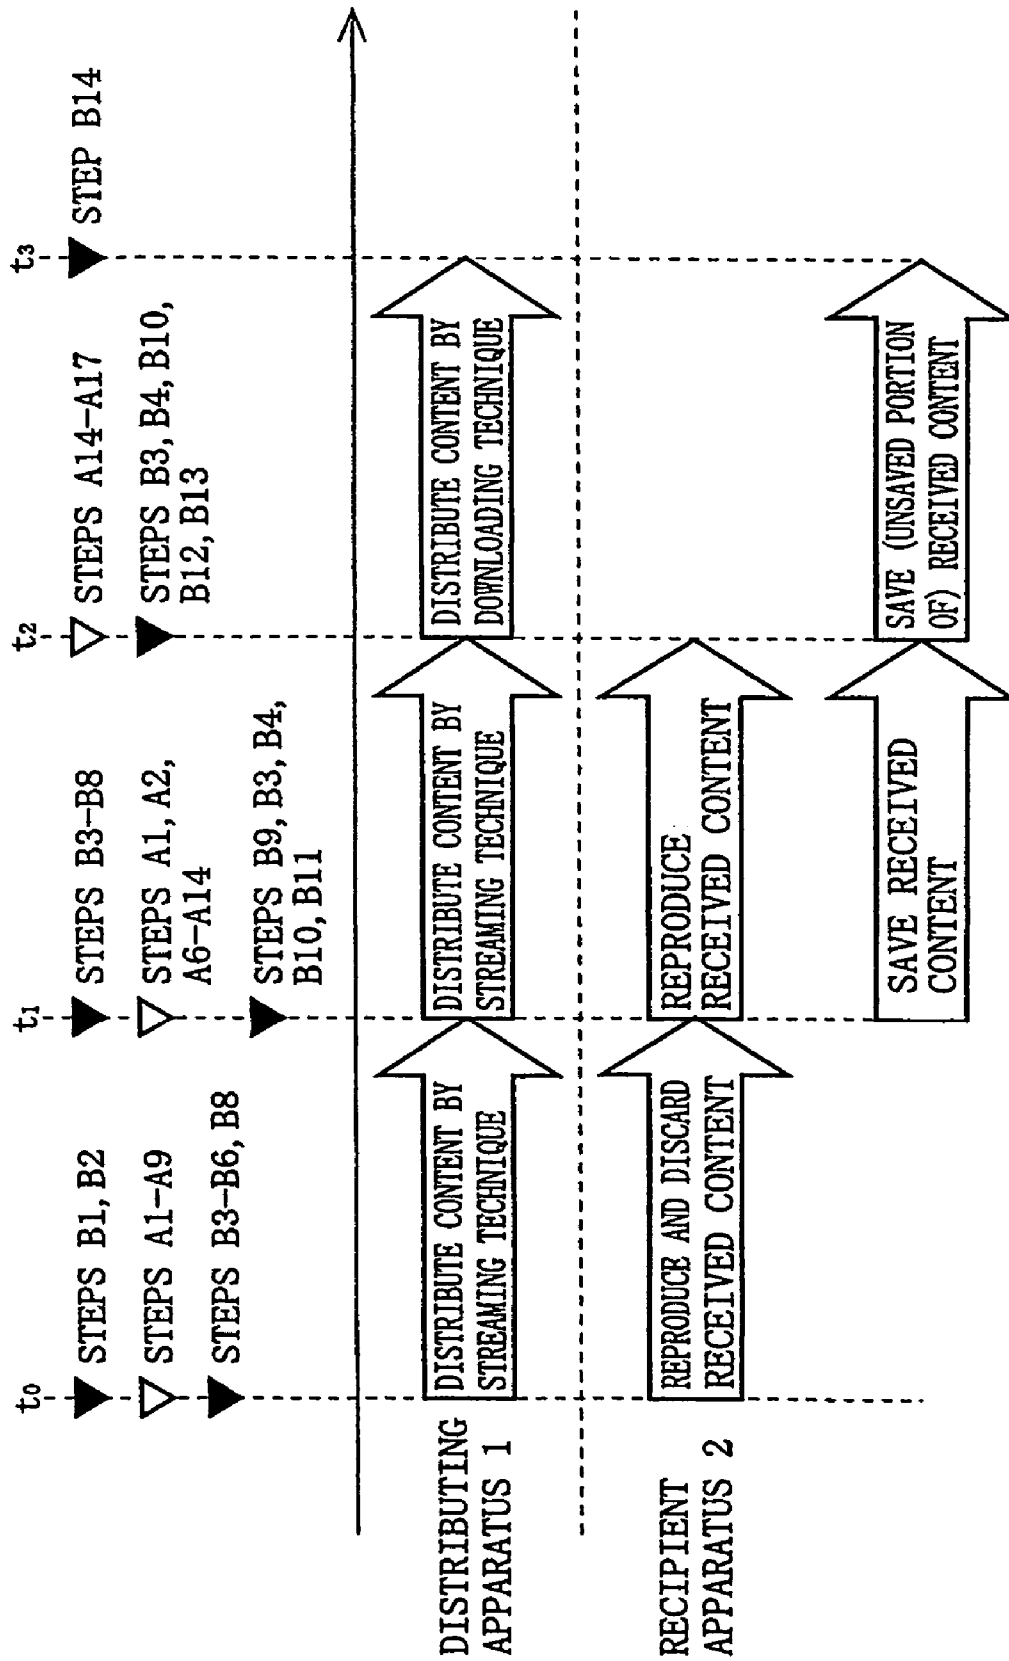 t0
STEPS B1, B2
STEPS A1-A9
STEPS B3-B6, B8
t1
STEPS B3-B8
STEPS A1, A2,
A6-A14
STEPS B9, B3, B4,
B10, B11
t2
STEPS A14-A17
STEPS B3, B4, B10,
B12, B13
t3
STEP B14
DISTRIBUTING
APPARATUS 1
DISTRIBUTE CONTENT BY
STREAMING TECHNIQUE
DISTRIBUTE CONTENT BY
STREAMING TECHNIQUE
DISTRIBUTE CONTENT BY
DOWNLOADING TECHNIQUE
RECIPIENT
APPARATUS 2
REPRODUCE AND DISCARD
RECEIVED CONTENT
REPRODUCE
RECEIVED CONTENT
SAVE RECEIVED
CONTENT
SAVE (UNSAVED PORTION
OF) RECEIVED CONTENT